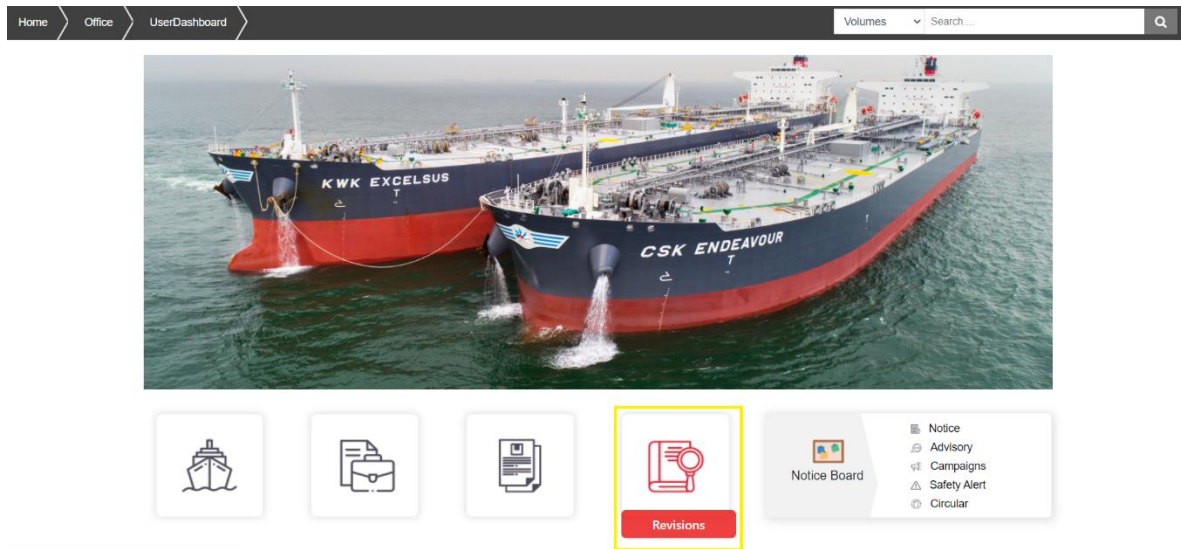 Home Office UserDashboard Volumes Search...
KWK EXCELSUS
CSK ENDEAVOUR
Revisions
Notice Board
Notice
Advisory
Campaigns
Safety Alert
Circular